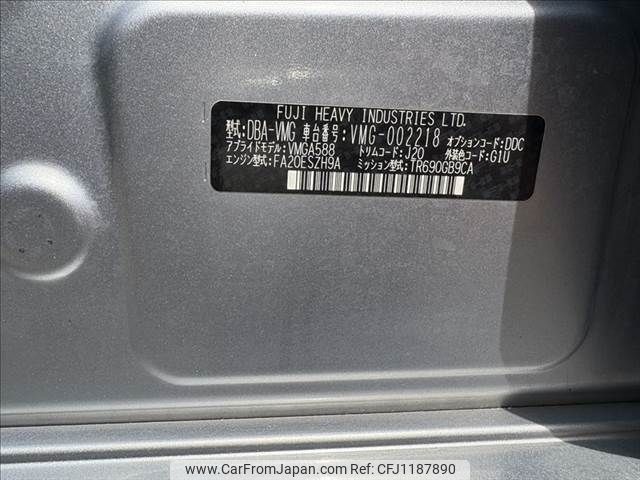 FUJI HEAVY INDUSTRIES LTD.
型式:DBA-VMG 車台番号:VMG-002218 オプションコード:DDC
アプライドモデル:VMGA588 トリムコード:J20 外装色コード:G1U
エンジン型式:FA20ESZH9A ミッション型式:TR690GB9CA
www.CarFromJapan.com | Ref. No: CFJ1187890